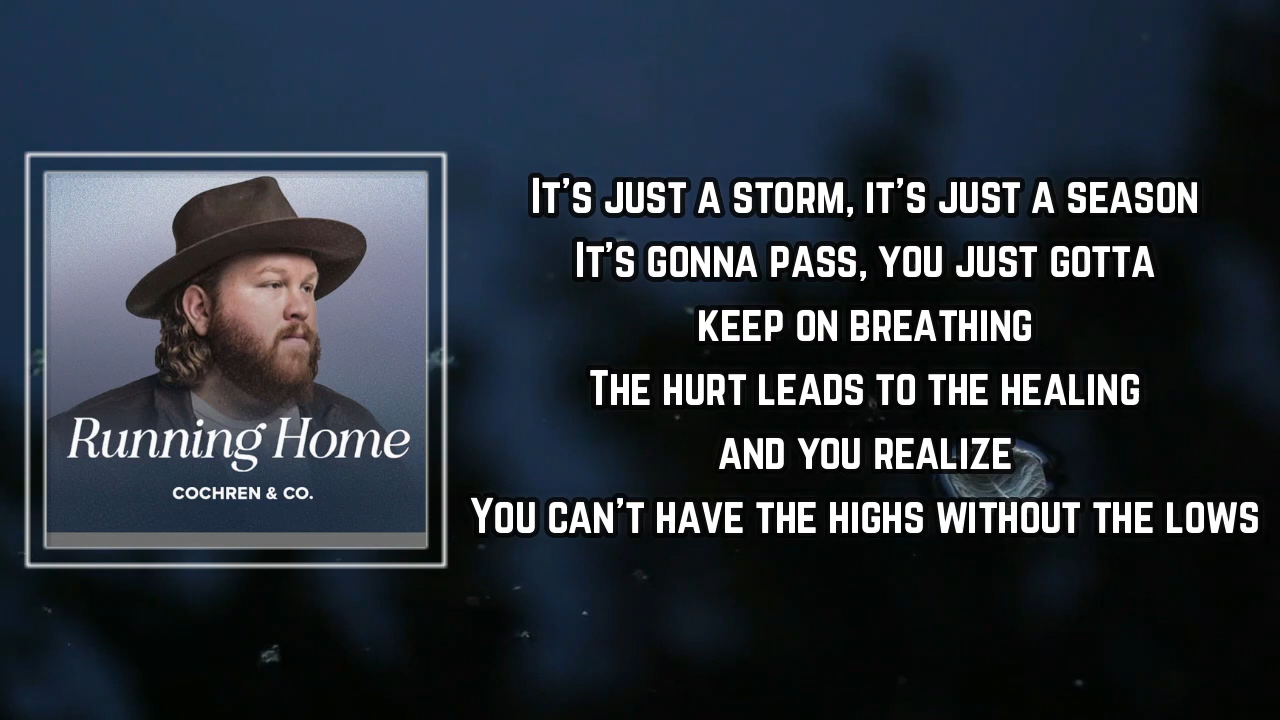 Running Home
COCHREN & CO.
IT'S JUST A STORM, IT'S JUST A SEASON
IT'S GONNA PASS, YOU JUST GOTTA
KEEP ON BREATHING
THE HURT LEADS TO THE HEALING
AND YOU REALIZE
YOU CAN'T HAVE THE HIGHS WITHOUT THE LOWS